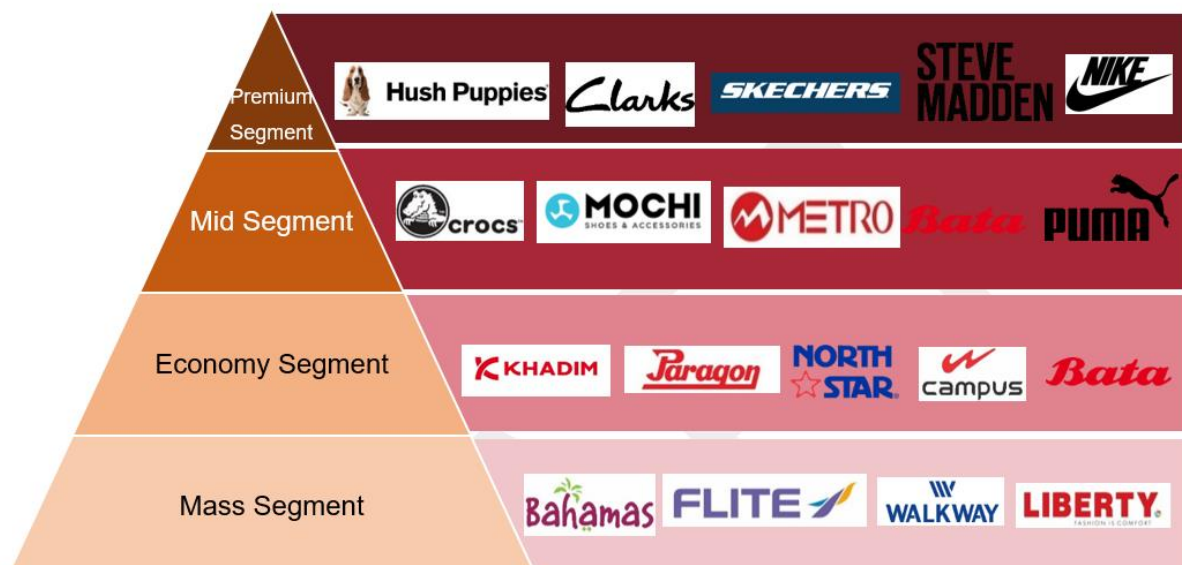 Premium
Segment
Hush Puppies
Clarks
SKECHERS
STEVE
MADDEN
NIKE
Mid Segment
crocs™
MOCHI
SHOES & ACCESSORIES
METRO
Bata
PUMA
Economy Segment
KHADIM
Paragon
NORTH
STAR®
campus
Bata
Mass Segment
Bahamas
FLITE
WALKWAY
LIBERTY
FASHION IS COMFORT